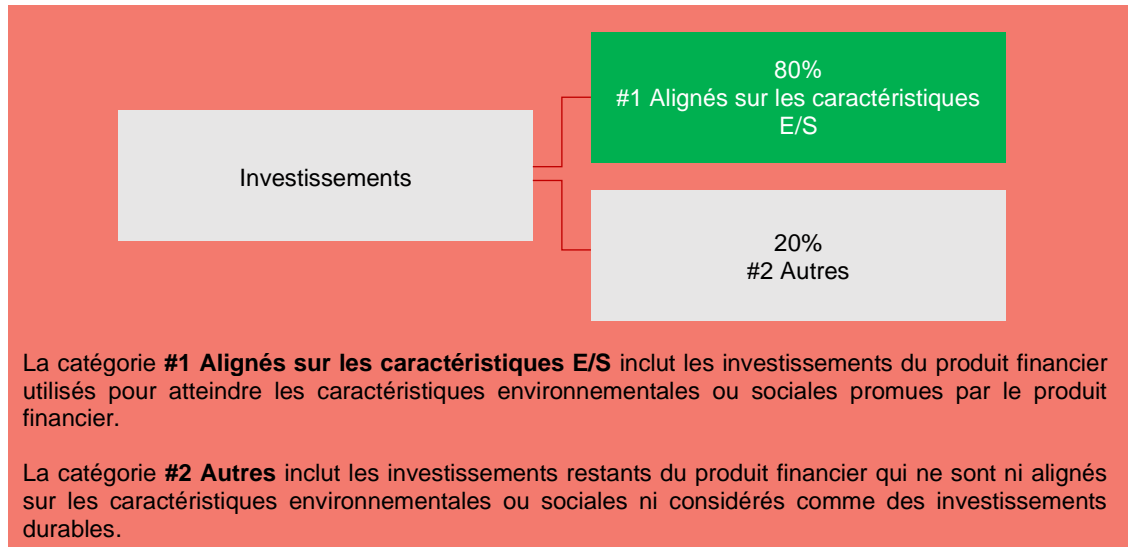 80%
#1 Alignés sur les caractéristiques
E/S
Investissements
20%
#2 Autres
La catégorie #1 Alignés sur les caractéristiques E/S inclut les investissements du produit financier
utilisés pour atteindre les caractéristiques environnementales ou sociales promues par le produit
financier.
La catégorie #2 Autres inclut les investissements restants du produit financier qui ne sont ni alignés
sur les caractéristiques environnementales ou sociales ni considérés comme des investissements
durables.